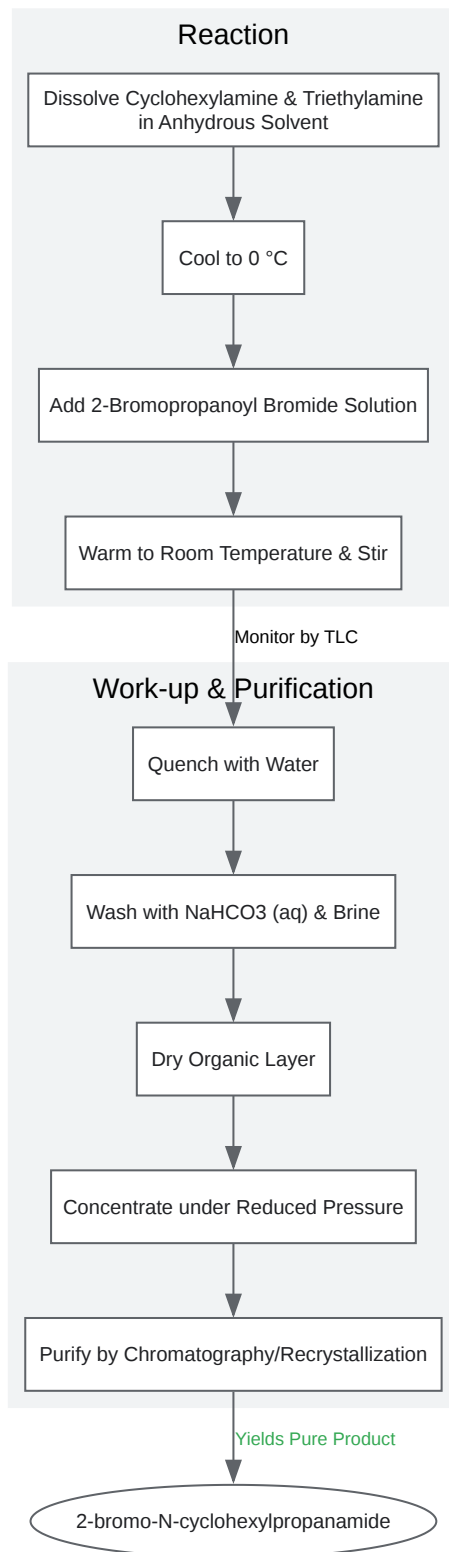 Reaction
Dissolve Cyclohexylamine & Triethylamine
in Anhydrous Solvent
Cool to 0 °C
Add 2-Bromopropanoyl Bromide Solution
Warm to Room Temperature & Stir
Monitor by TLC
Work-up & Purification
Quench with Water
Wash with NaHCO3 (aq) & Brine
Dry Organic Layer
Concentrate under Reduced Pressure
Purify by Chromatography/Recrystallization
Yields Pure Product
2-bromo-N-cyclohexylpropanamide